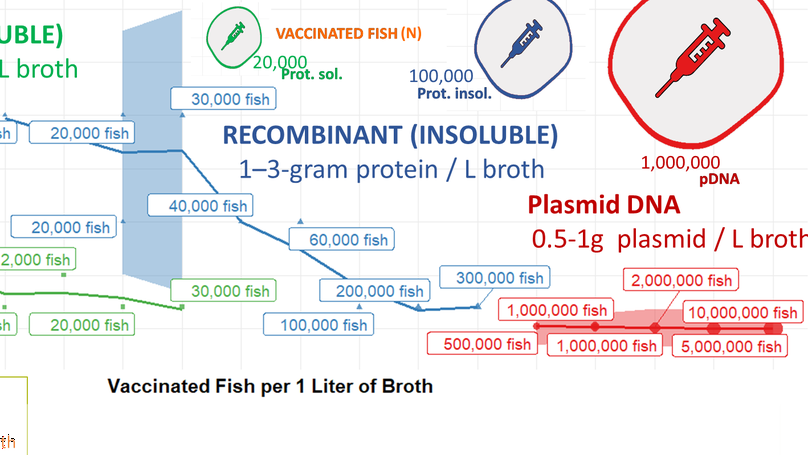 UBLE)
L broth
VACCINATED FISH (N)
20,000
Prot. sol.
100,000
Prot. insol.
1,000,000
pDNA
30,000 fish
20,000 fish
RECOMBINANT (INSOLUBLE)
1–3-gram protein / L broth
Plasmid DNA
0.5-1g plasmid / L broth
40,000 fish
20,000 fish
60,000 fish
2,000 fish
300,000 fish
2,000,000 fish
30,000 fish
200,000 fish
1,000,000 fish
10,000,000 fish
20,000 fish
100,000 fish
500,000 fish
1,000,000 fish
5,000,000 fish
Vaccinated Fish per 1 Liter of Broth